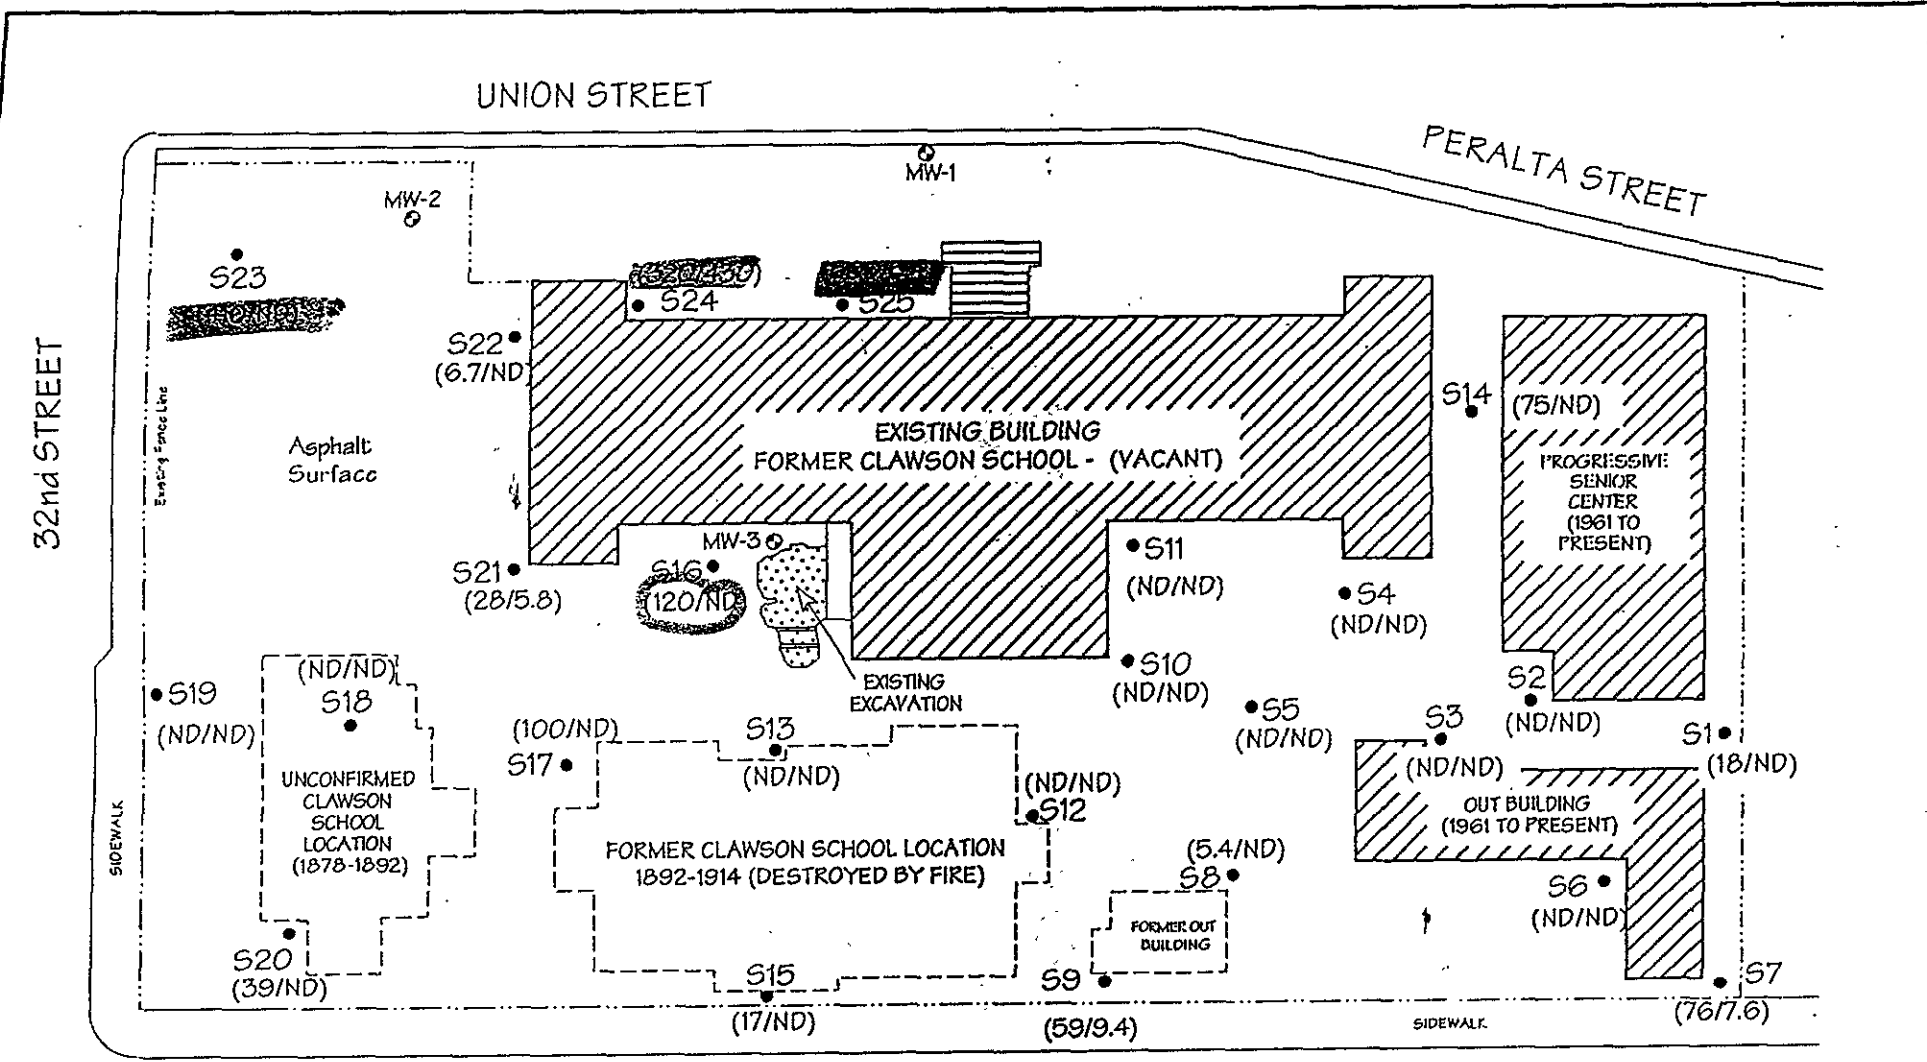 UNION STREET
PERALTA STREET
MW-1
MW-2
S23
(320/430)
S24
S25
32nd STREET
S22
(6.7/ND)
S14
(75/ND)
Existing Fence Line
Asphalt
Surface
EXISTING BUILDING
FORMER CLAWSON SCHOOL - (VACANT)
PROGRESSIVE
SENIOR
CENTER
(1961 TO
PRESENT)
MW-3
S11
(ND/ND)
S21
(28/5.8)
S16
(120/ND)
S4
(ND/ND)
S10
(ND/ND)
EXISTING
EXCAVATION
S19
(ND/ND)
(ND/ND)
S18
(100/ND)
S17
S13
(ND/ND)
S5
(ND/ND)
S3
(ND/ND)
S2
(ND/ND)
S1
(18/ND)
UNCONFIRMED
CLAWSON
SCHOOL
LOCATION
(1878-1892)
(ND/ND)
S12
OUT BUILDING
(1961 TO PRESENT)
SIDEWALK
FORMER CLAWSON SCHOOL LOCATION
1892-1914 (DESTROYED BY FIRE)
(5.4/ND)
S8
S6
(ND/ND)
FORMER OUT
BUILDING
S20
(39/ND)
S15
(17/ND)
S9
(59/9.4)
SIDEWALK
S7
(76/7.6)